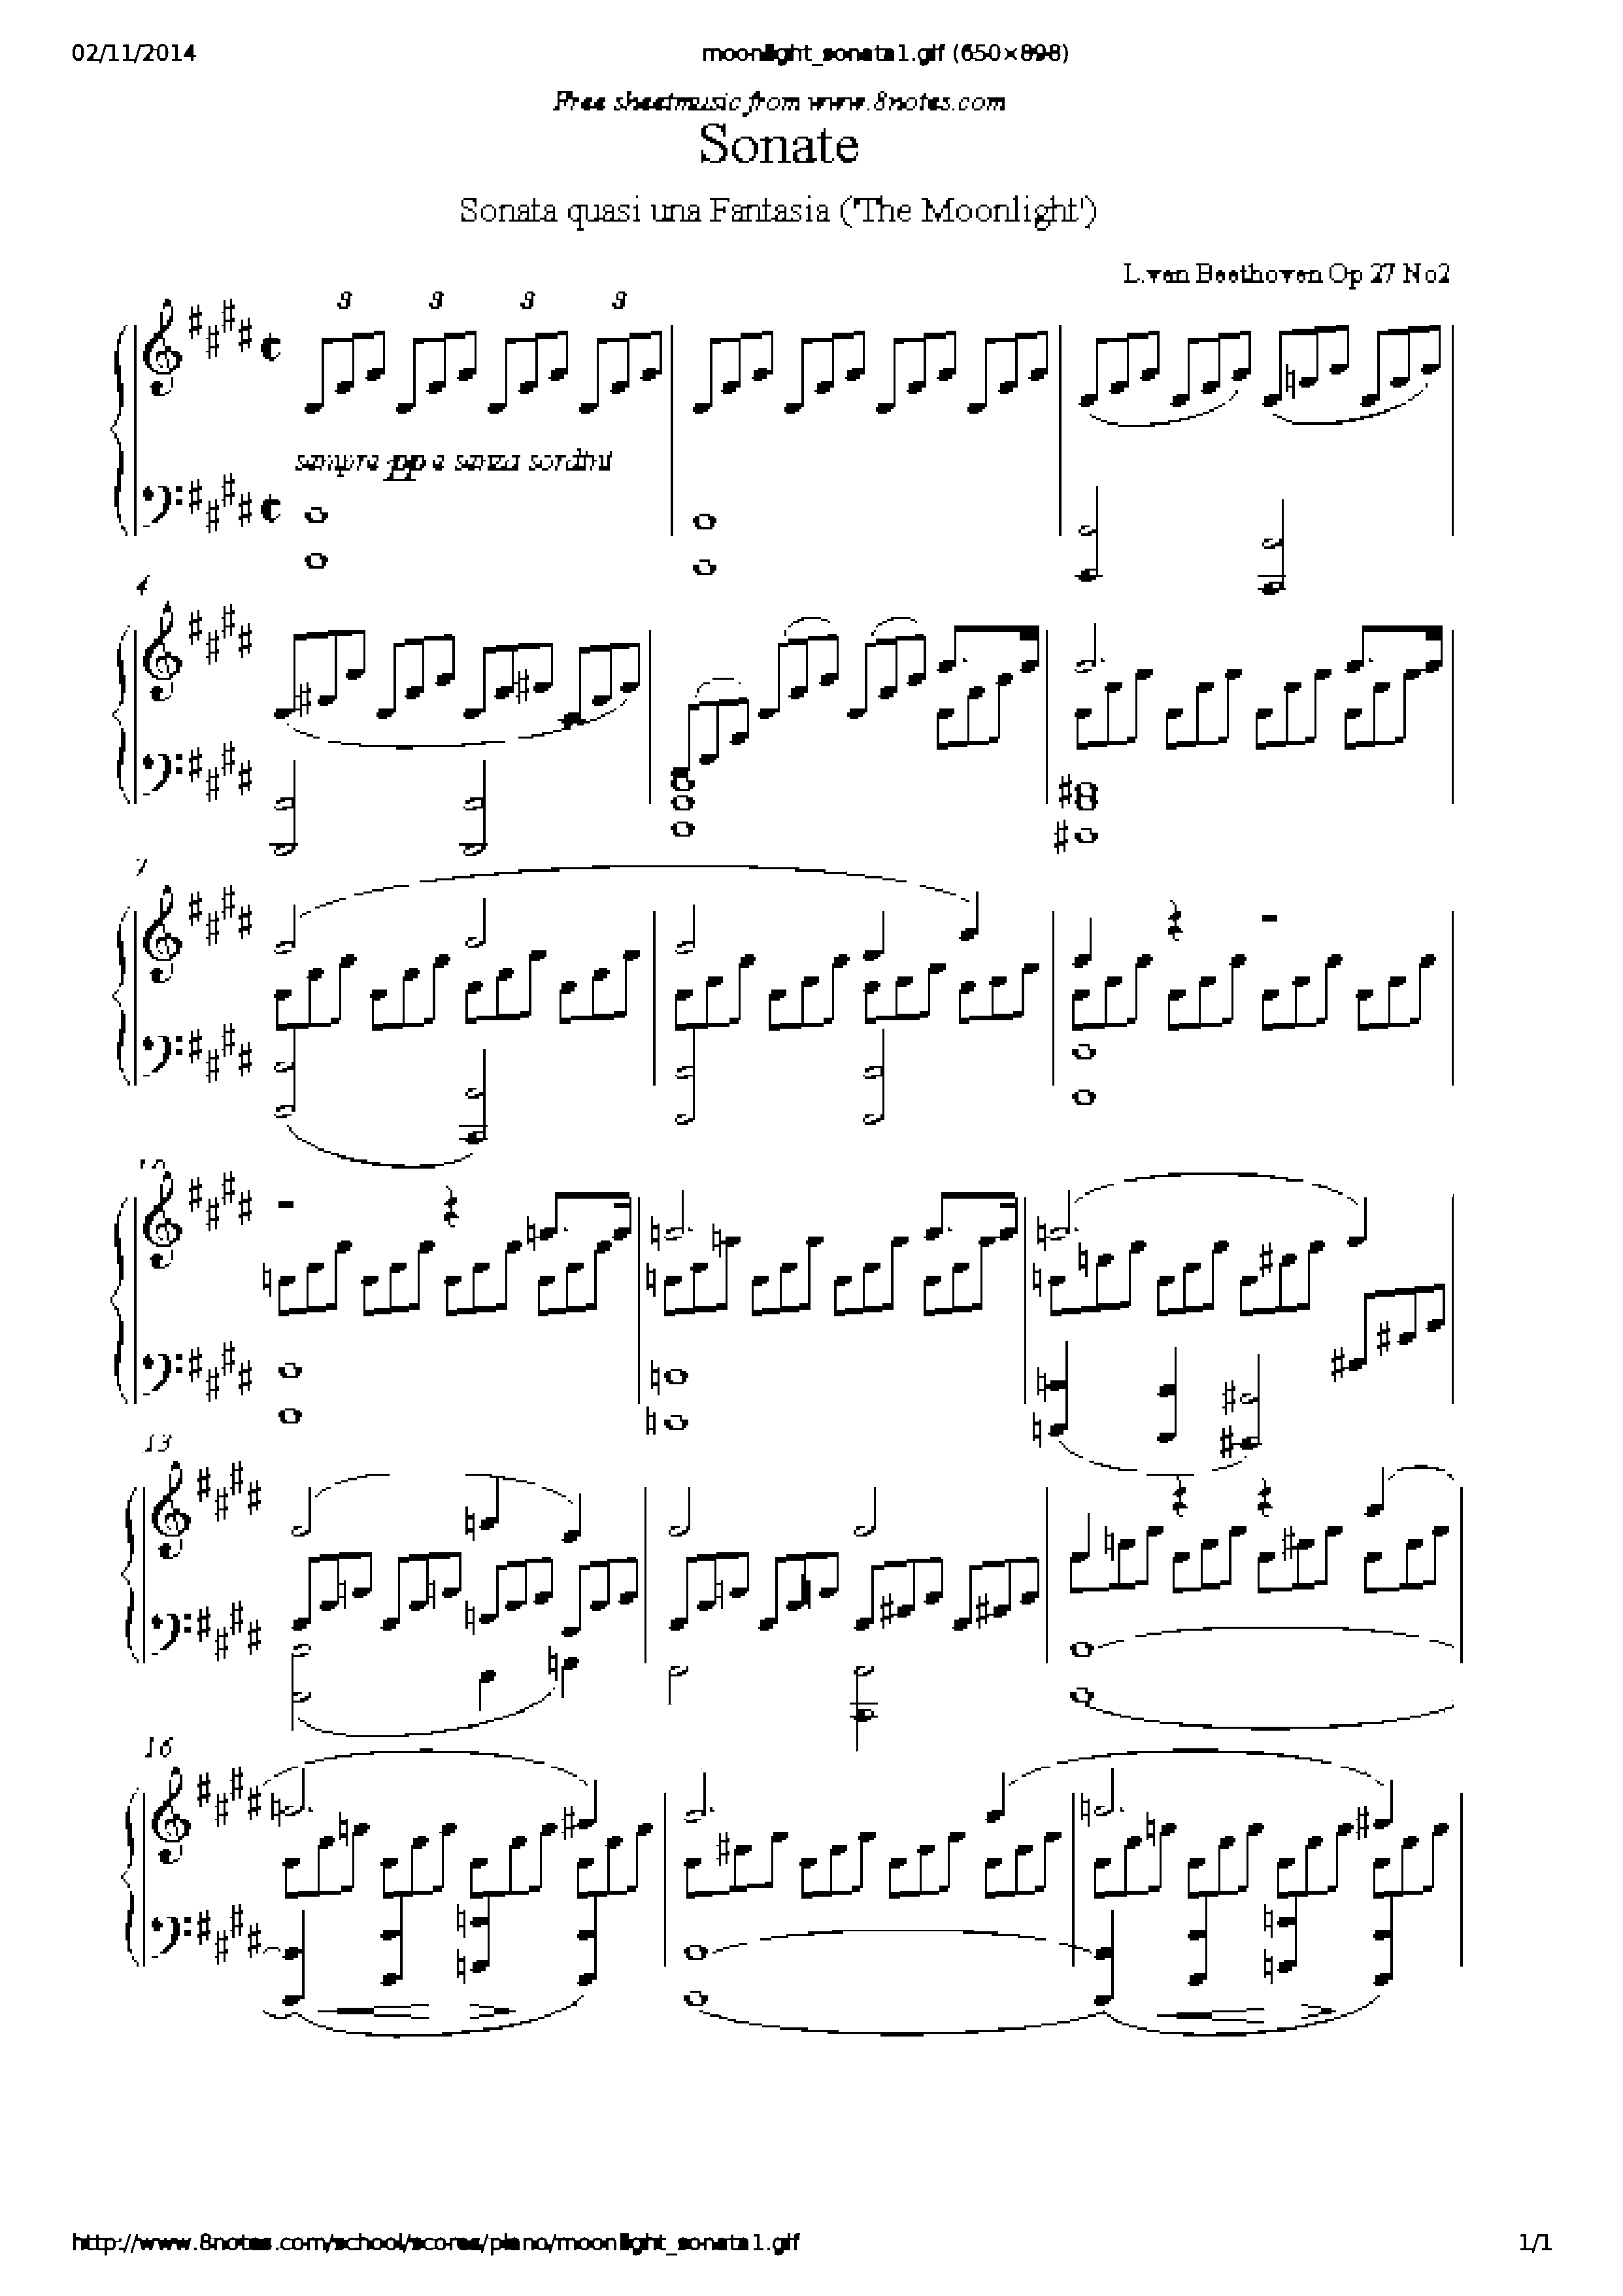 02/11/2014 moonlight_sonata1.gif (650×898)
Free sheetmusic from www.8notes.com
Sonate
Sonata quasi una Fantasia ('The Moonlight')
L.van Beethoven Op 27 No2
3 3 3 3
sempre pp e senza sordini
4
7
10
13
16
http://www.8notes.com/school/scores/piano/moonlight_sonata1.gif 1/1